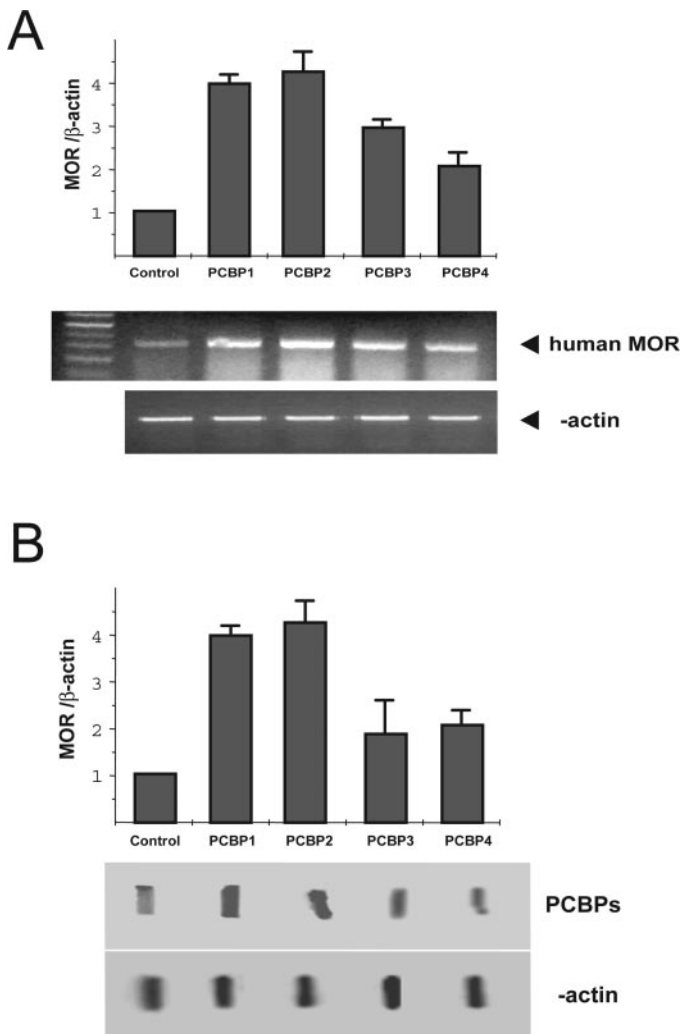 A
MOR /β-actin
4
3
2
1
Control PCBP1 PCBP2 PCBP3 PCBP4
human MOR
-actin
B
MOR /β-actin
4
3
2
1
Control PCBP1 PCBP2 PCBP3 PCBP4
PCBPs
-actin